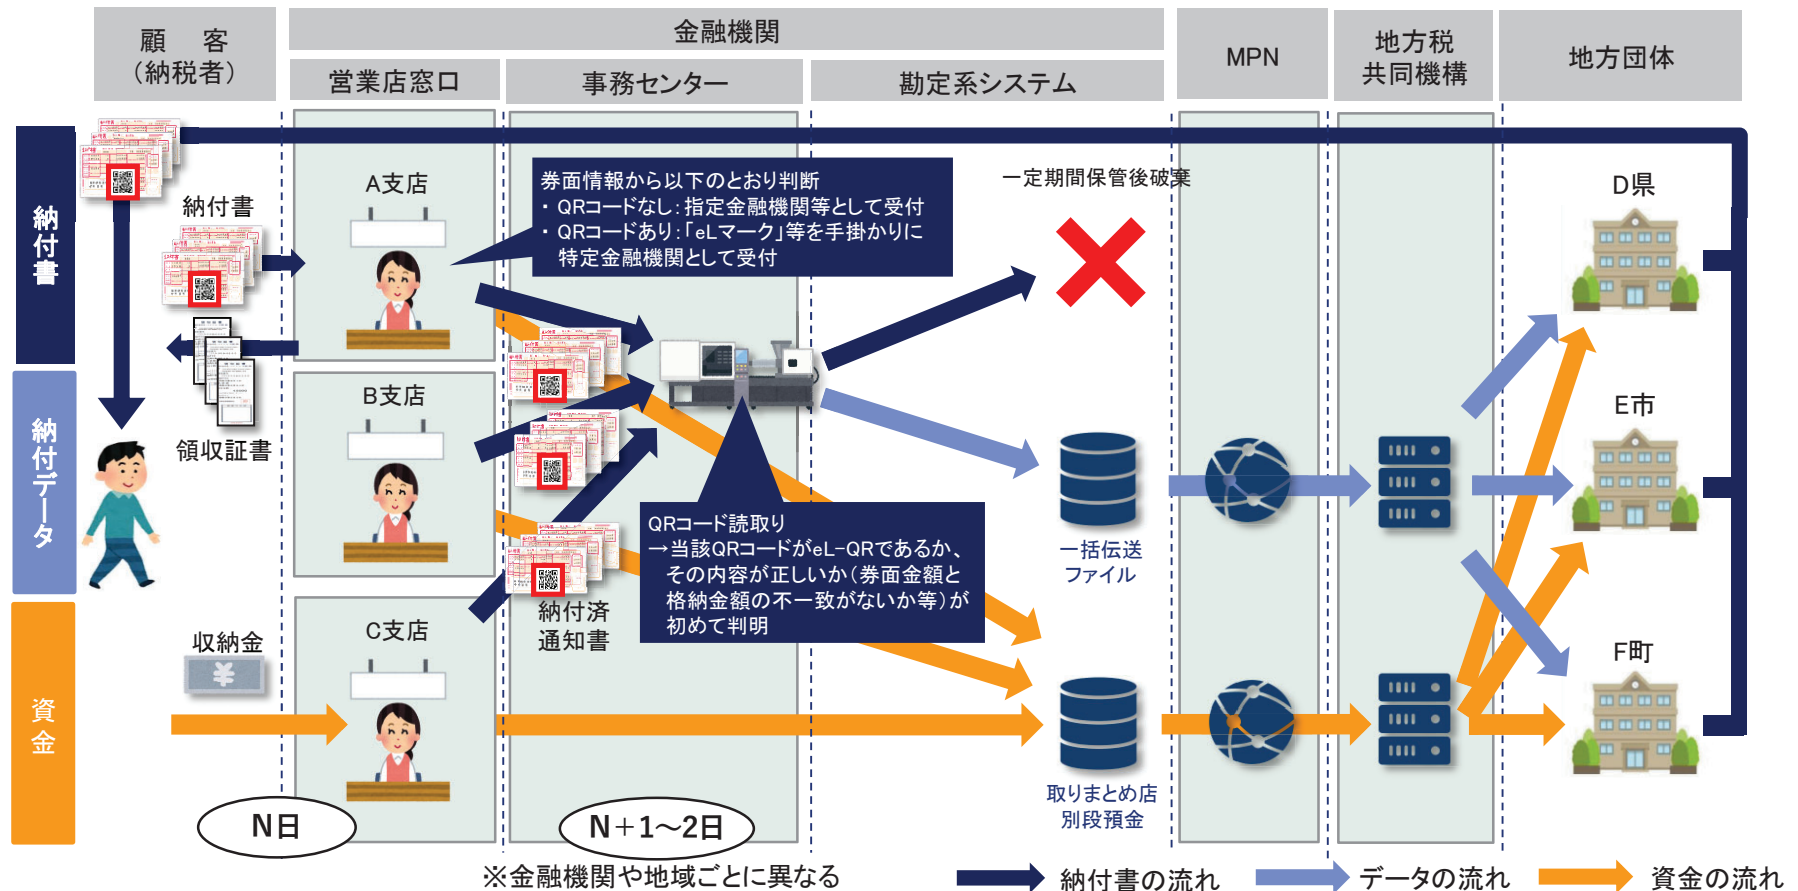 顧　客
（納税者）
金融機関
営業店窓口
事務センター
勘定系システム
MPN
地方税
共同機構
地方団体
納付書
納付データ
資金
納付書
領収証書
収納金
A支店
B支店
C支店
券面情報から以下のとおり判断
・ QRコードなし：指定金融機関等として受付
・ QRコードあり：「eLマーク」等を手掛かりに
特定金融機関として受付
一定期間保管後破棄
QRコード読取り
→当該QRコードがeL-QRであるか、
その内容が正しいか（券面金額と
格納金額の不一致がないか等）が
初めて判明
納付済
通知書
一括伝送
ファイル
取りまとめ店
別段預金
D県
E市
F町
N日
N＋1～2日
※金融機関や地域ごとに異なる
納付書の流れ
データの流れ
資金の流れ